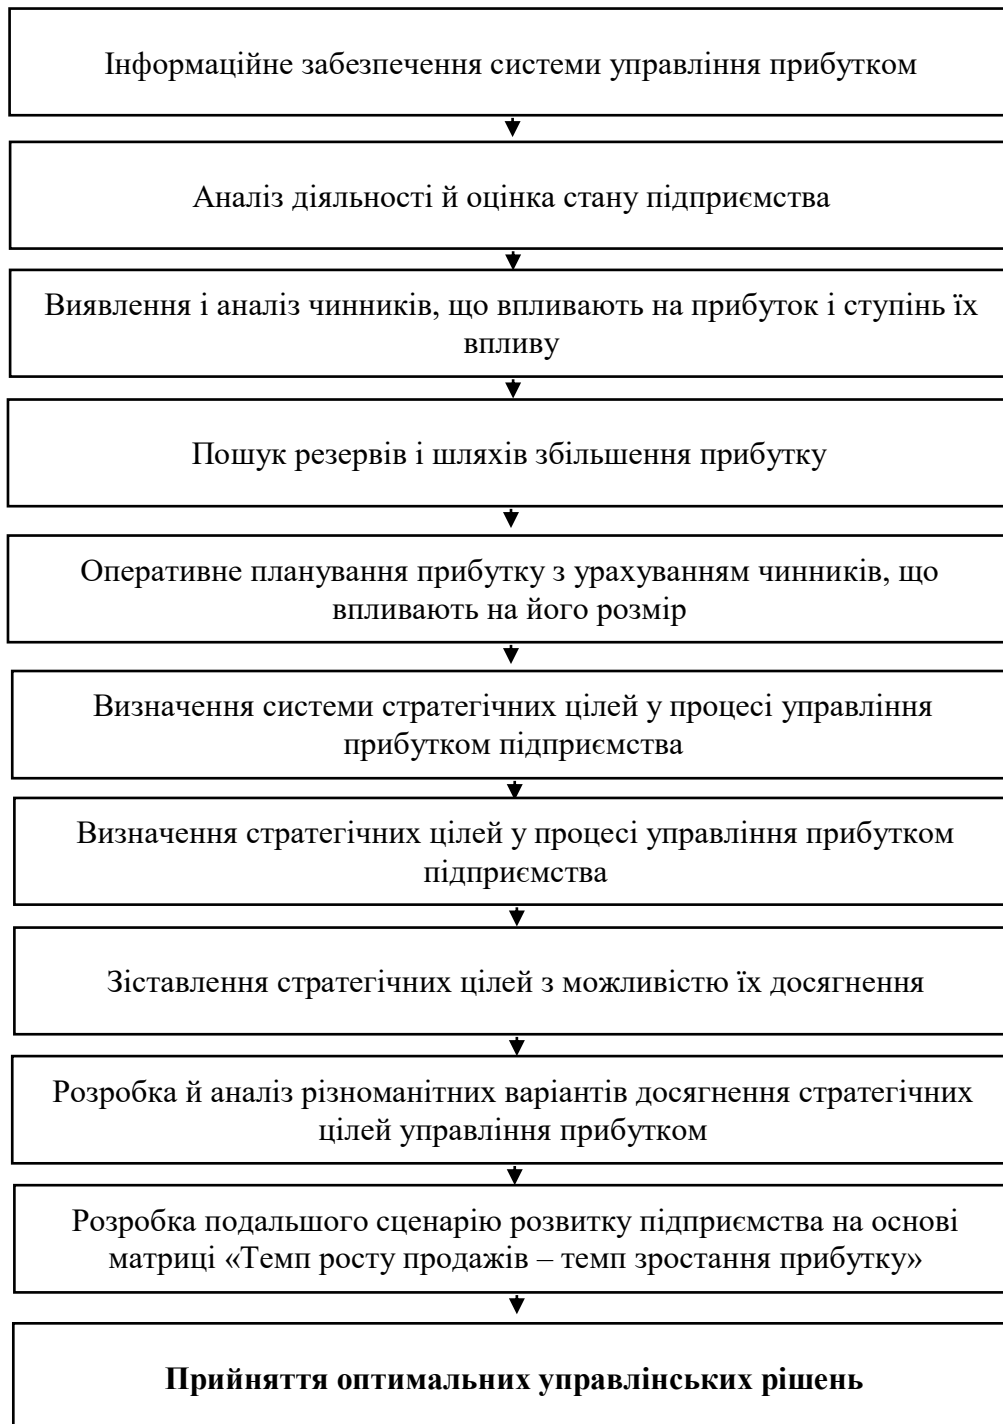 Інформаційне забезпечення системи управління прибутком
Аналіз діяльності й оцінка стану підприємства
Виявлення і аналіз чинників, що впливають на прибуток і ступінь їх
впливу
Пошук резервів і шляхів збільшення прибутку
Оперативне планування прибутку з урахуванням чинників, що
впливають на його розмір
Визначення системи стратегічних цілей у процесі управління
прибутком підприємства
Визначення стратегічних цілей у процесі управління прибутком
підприємства
Зіставлення стратегічних цілей з можливістю їх досягнення
Розробка й аналіз різноманітних варіантів досягнення стратегічних
цілей управління прибутком
Розробка подальшого сценарію розвитку підприємства на основі
матриці «Темп росту продажів – темп зростання прибутку»
Прийняття оптимальних управлінських рішень